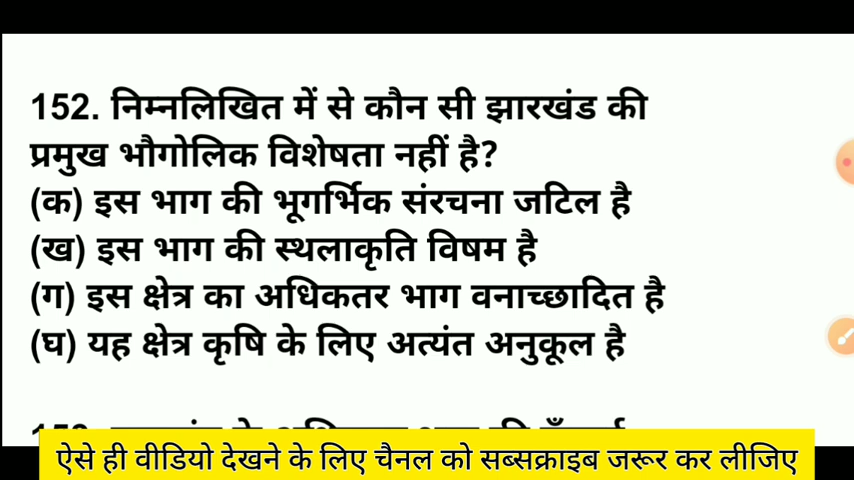 152. निम्नलिखित में से कौन सी झारखंड की
प्रमुख भौगोलिक विशेषता नहीं है?
(क) इस भाग की भूगर्भिक संरचना जटिल है
(ख) इस भाग की स्थलाकृति विषम है
(ग) इस क्षेत्र का अधिकतर भाग वनाच्छादित है
(घ) यह क्षेत्र कृषि के लिए अत्यंत अनुकूल है
ऐसे ही वीडियो देखने के लिए चैनल को सब्सक्राइब जरूर कर लीजिए